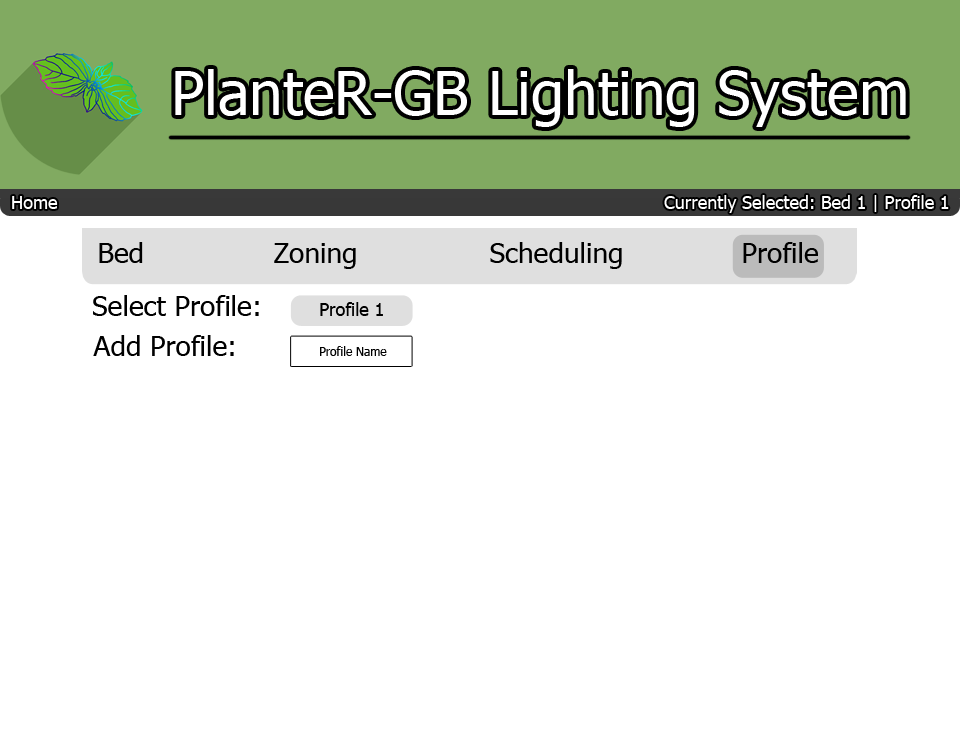 PlanteR-GB Lighting System
Home Currently Selected: Bed 1 | Profile 1
Bed Zoning Scheduling Profile
Select Profile: Profile 1
Add Profile: Profile Name